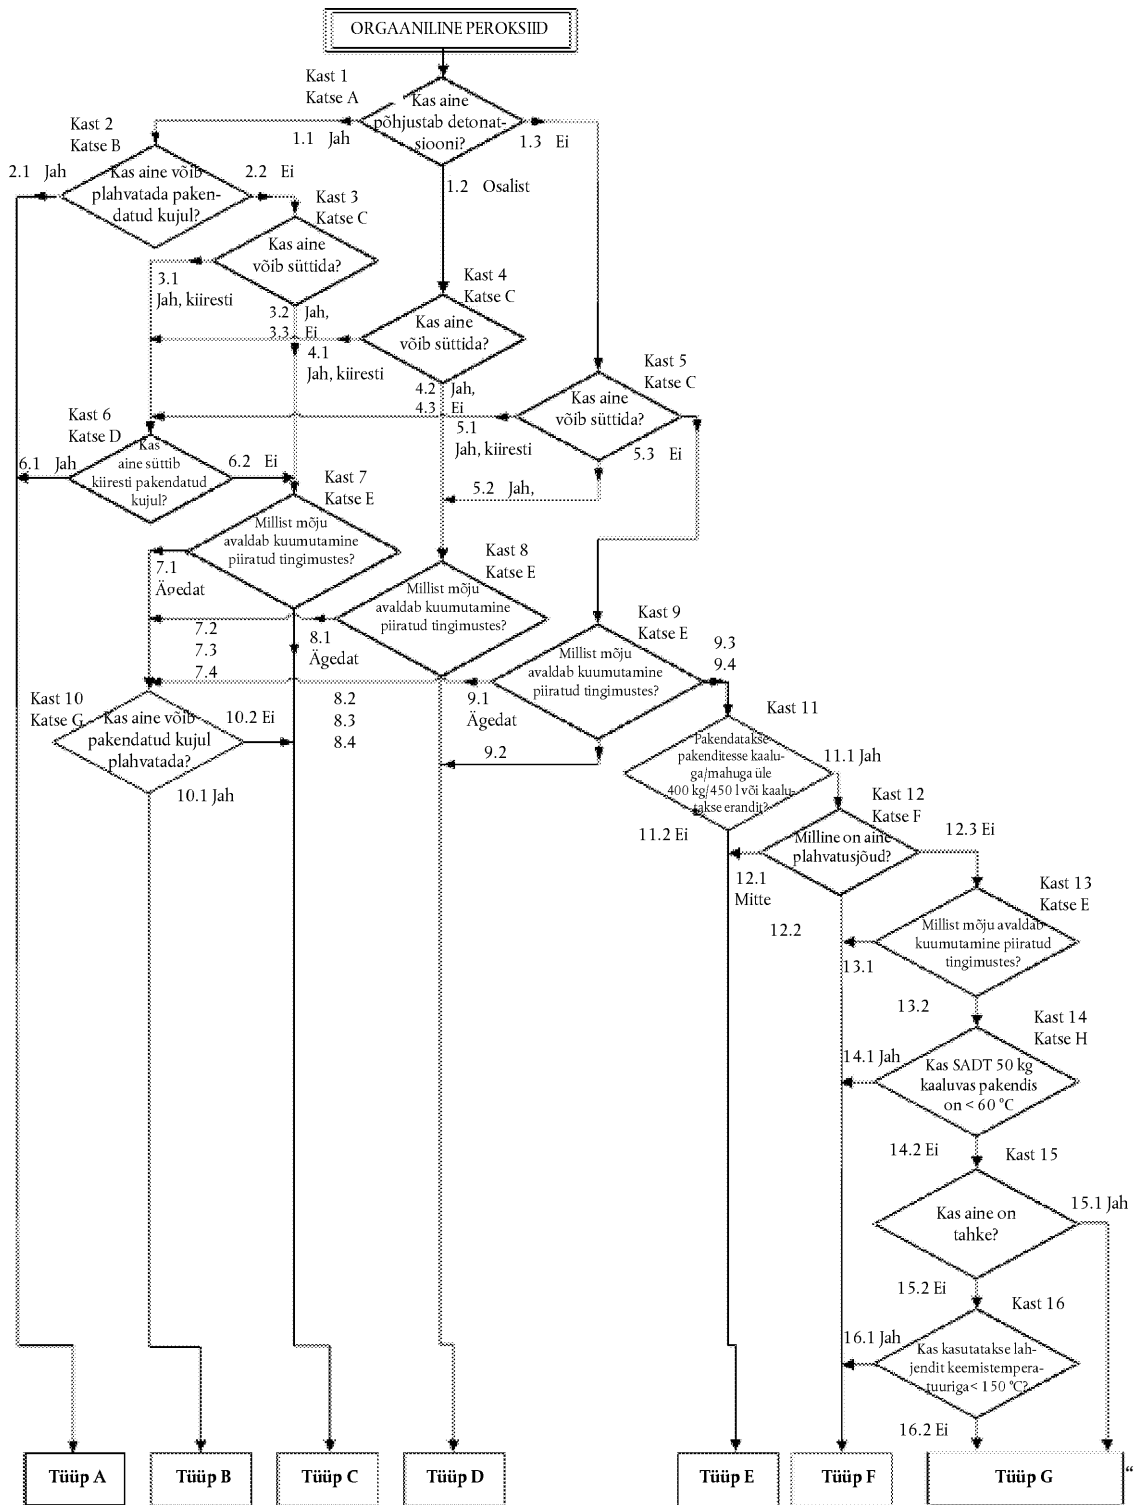 ORGAANILINE PEROKSIID
Kast 1
Katse A
Kas aine
põhjustab detonat-
siooni?
1.1 Jah
1.3 Ei
1.2 Osalist
Kast 2
Katse B
Kas aine võib
plahvatada paken-
datud kujul?
2.1 Jah
2.2 Ei
Kast 3
Katse C
Kas aine
võib süttida?
3.1
Jah, kiiresti
3.2 Jah,
3.3 Ei
Kast 4
Katse C
Kas aine
võib süttida?
4.1
Jah, kiiresti
4.2 Jah,
4.3 Ei
Kast 5
Katse C
Kas aine
võib süttida?
5.1
Jah, kiiresti
5.3 Ei
5.2 Jah,
Kast 6
Katse D
Kas
aine süttib
kiiresti pakendatud
kujul?
6.1 Jah
6.2 Ei
Kast 7
Katse E
Millist mõju
avaldab kuumutamine
piiratud tingimustes?
7.1
Ägedat
7.2
7.3
7.4
Kast 8
Katse E
Millist mõju
avaldab kuumutamine
piiratud tingimustes?
8.1
Ägedat
8.2
8.3
8.4
Kast 9
Katse E
Millist mõju
avaldab kuumutamine
piiratud tingimustes?
9.1
Ägedat
9.2
9.3
9.4
Kast 10
Katse G
Kas aine võib
pakendatud kujul
plahvatada?
10.2 Ei
10.1 Jah
Kast 11
Pakendatakse
pakenditesse kaalu-
ga/mahuga üle
400 kg/450 l või kaalu-
takse erandit?
11.1 Jah
11.2 Ei
Kast 12
Katse F
Milline on aine
plahvatusjõud?
12.1
Mitte
12.2
12.3 Ei
Kast 13
Katse E
Millist mõju avaldab
kuumutamine piiratud
tingimustes?
13.1
13.2
Kast 14
Katse H
Kas SADT 50 kg
kaaluvas pakendis
on < 60 °C
14.1 Jah
14.2 Ei
Kast 15
Kas aine on
tahke?
15.1 Jah
15.2 Ei
Kast 16
Kas kasutatakse lah-
jendit keemistempera-
tuuriga < 150 °C?
16.1 Jah
16.2 Ei
Tüüp A
Tüüp B
Tüüp C
Tüüp D
Tüüp E
Tüüp F
Tüüp G
“